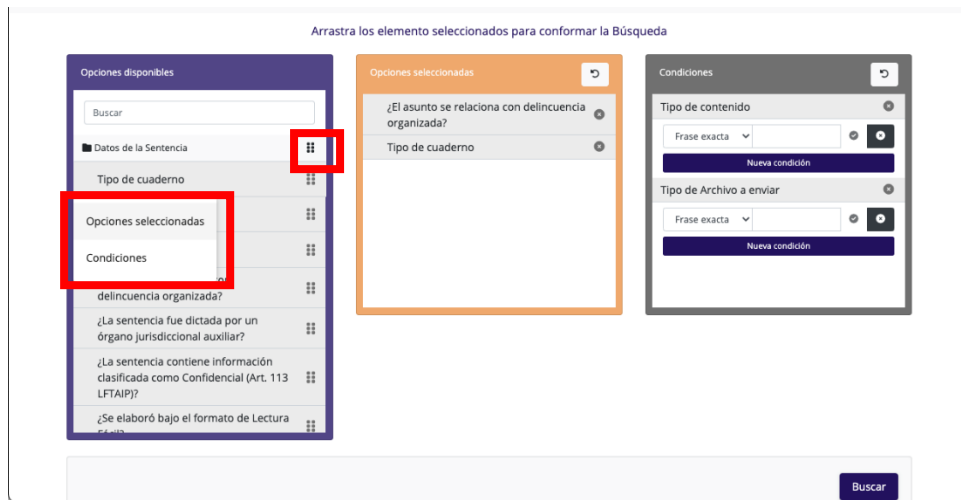 Arrastra los elemento seleccionados para conformar la Búsqueda
Opciones disponibles
Buscar
Datos de la Sentencia
Tipo de cuaderno
Opciones seleccionadas
Condiciones
delincuencia organizada?
¿La sentencia fue dictada por un
órgano jurisdiccional auxiliar?
¿La sentencia contiene información
clasificada como Confidencial (Art. 113
LFTAIP)?
¿Se elaboró bajo el formato de Lectura
Opciones seleccionadas
¿El asunto se relaciona con delincuencia
organizada?
Tipo de cuaderno
Condiciones
Tipo de contenido
Frase exacta
Nueva condición
Tipo de Archivo a enviar
Frase exacta
Nueva condición
Buscar